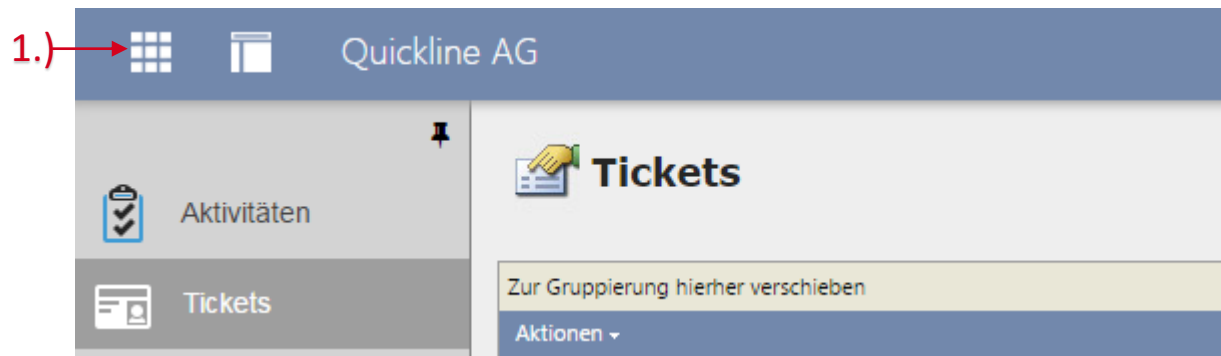 1.)
Quickline AG
Tickets
Aktivitäten
Tickets
Zur Gruppierung hierher verschieben
Aktionen